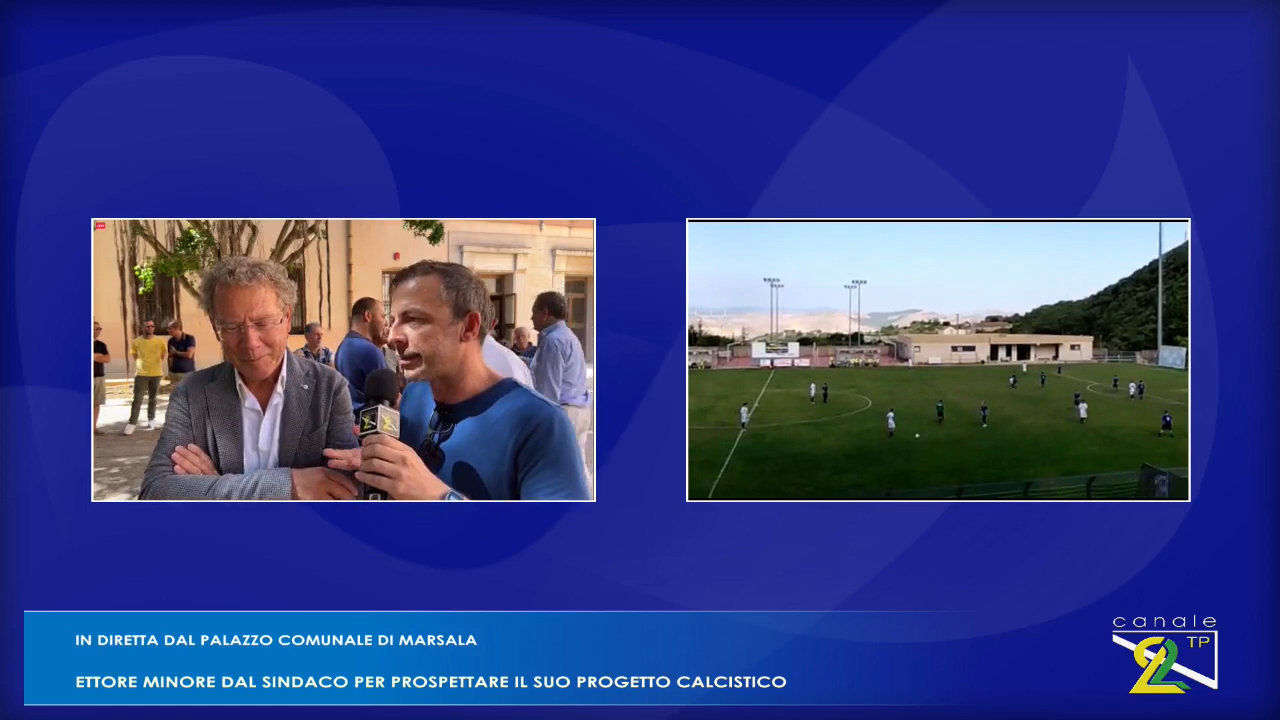 IN DIRETTA DAL PALAZZO COMUNALE DI MARSALA
ETTORE MINORE DAL SINDACO PER PROSPETTARE IL SUO PROGETTO CALCISTICO
canale
22 TP